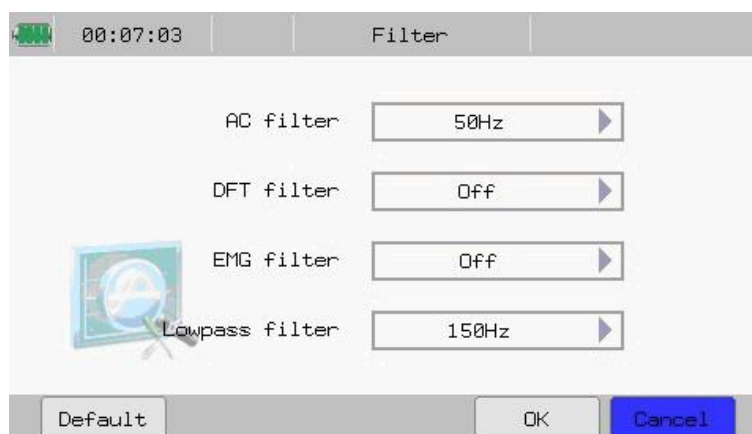 00:07:03 Filter
AC filter 50Hz
DFT filter Off
EMG filter Off
Lowpass filter 150Hz
Default OK Cancel